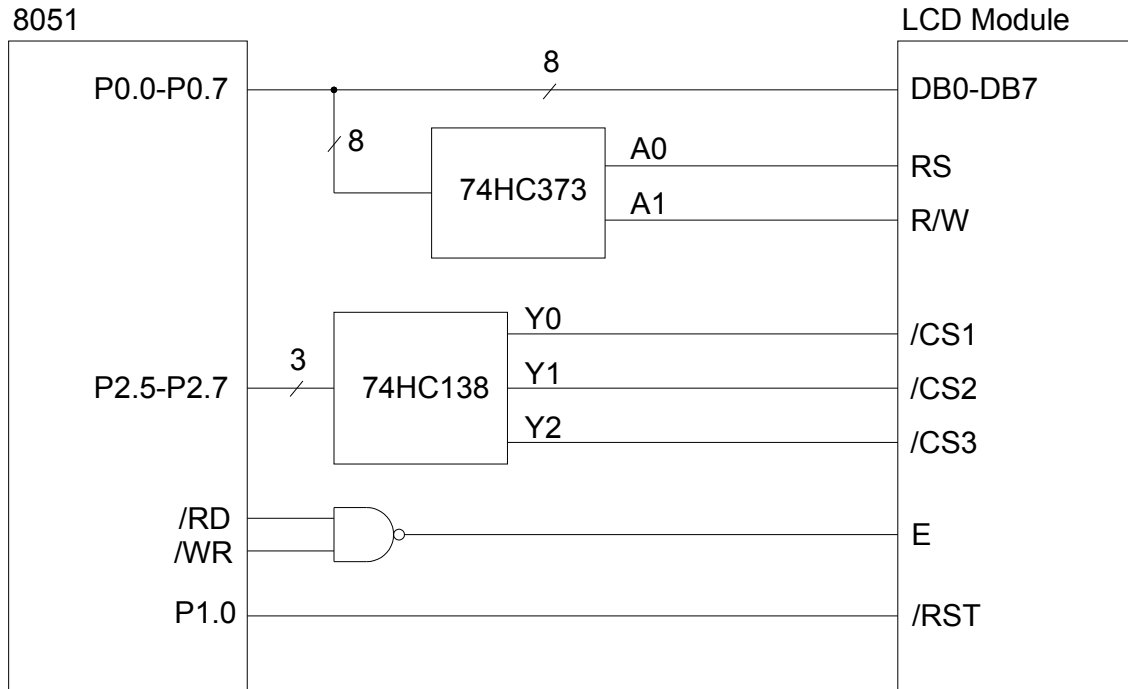 8051
LCD Module
P0.0-P0.7
8
DB0-DB7
8
74HC373
A0
RS
A1
R/W
P2.5-P2.7
3
74HC138
Y0
/CS1
Y1
/CS2
Y2
/CS3
/RD
/WR
E
P1.0
/RST